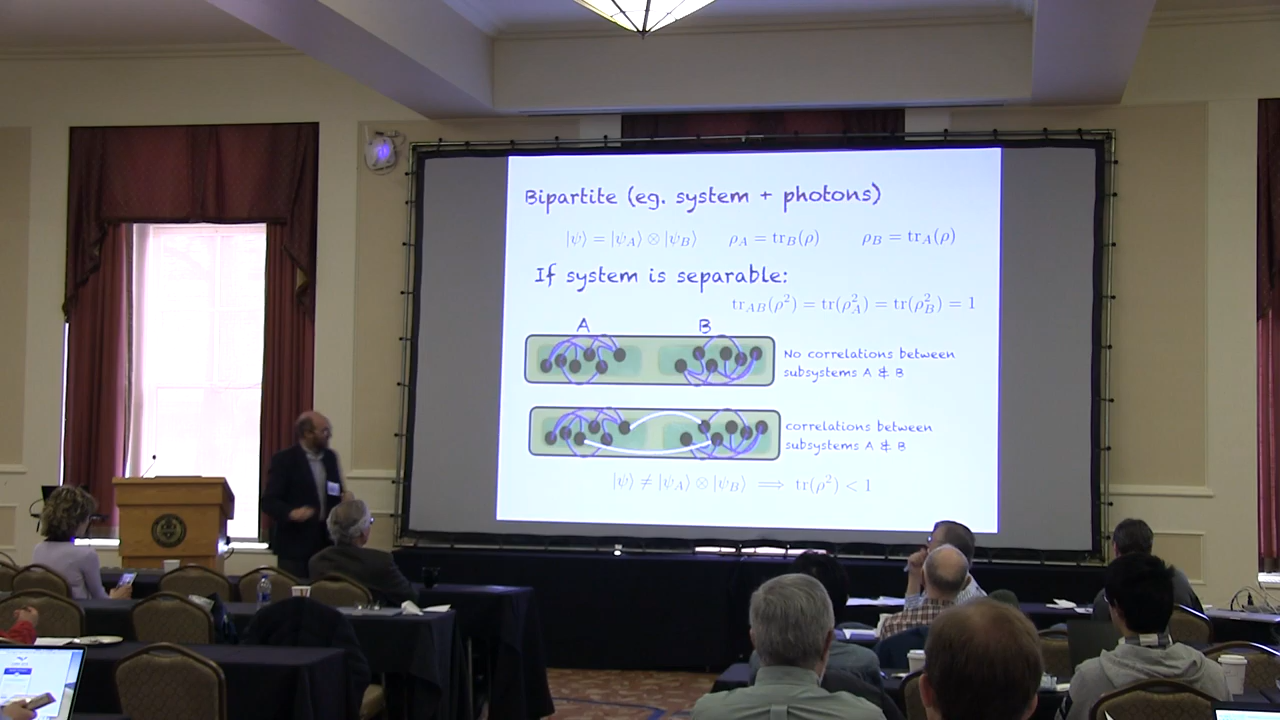 Bipartite (eg. system + photons)
|ψ⟩ = |ψ_A⟩ ⊗ |ψ_B⟩ ρ_A = tr_B(ρ) ρ_B = tr_A(ρ)
If system is separable:
tr_AB(ρ²) = tr(ρ_A²) = tr(ρ_B²) = 1
A B
No correlations between
subsystems A & B
correlations between
subsystems A & B
|ψ⟩ ≠ |ψ_A⟩ ⊗ |ψ_B⟩ ⟹ tr(ρ²) < 1